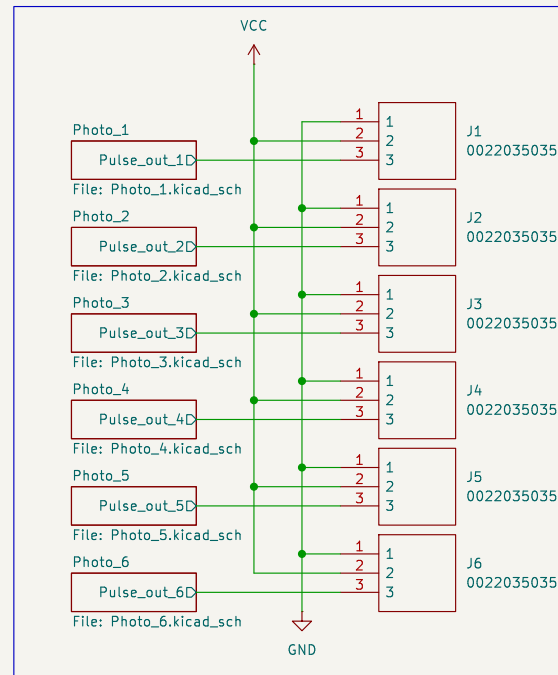 VCC
Photo_1
Pulse_out_1
File: Photo_1.kicad_sch
1 1
2 2
3 3
J1
0022035035
Photo_2
Pulse_out_2
File: Photo_2.kicad_sch
1 1
2 2
3 3
J2
0022035035
Photo_3
Pulse_out_3
File: Photo_3.kicad_sch
1 1
2 2
3 3
J3
0022035035
Photo_4
Pulse_out_4
File: Photo_4.kicad_sch
1 1
2 2
3 3
J4
0022035035
Photo_5
Pulse_out_5
File: Photo_5.kicad_sch
1 1
2 2
3 3
J5
0022035035
Photo_6
Pulse_out_6
File: Photo_6.kicad_sch
1 1
2 2
3 3
J6
0022035035
GND